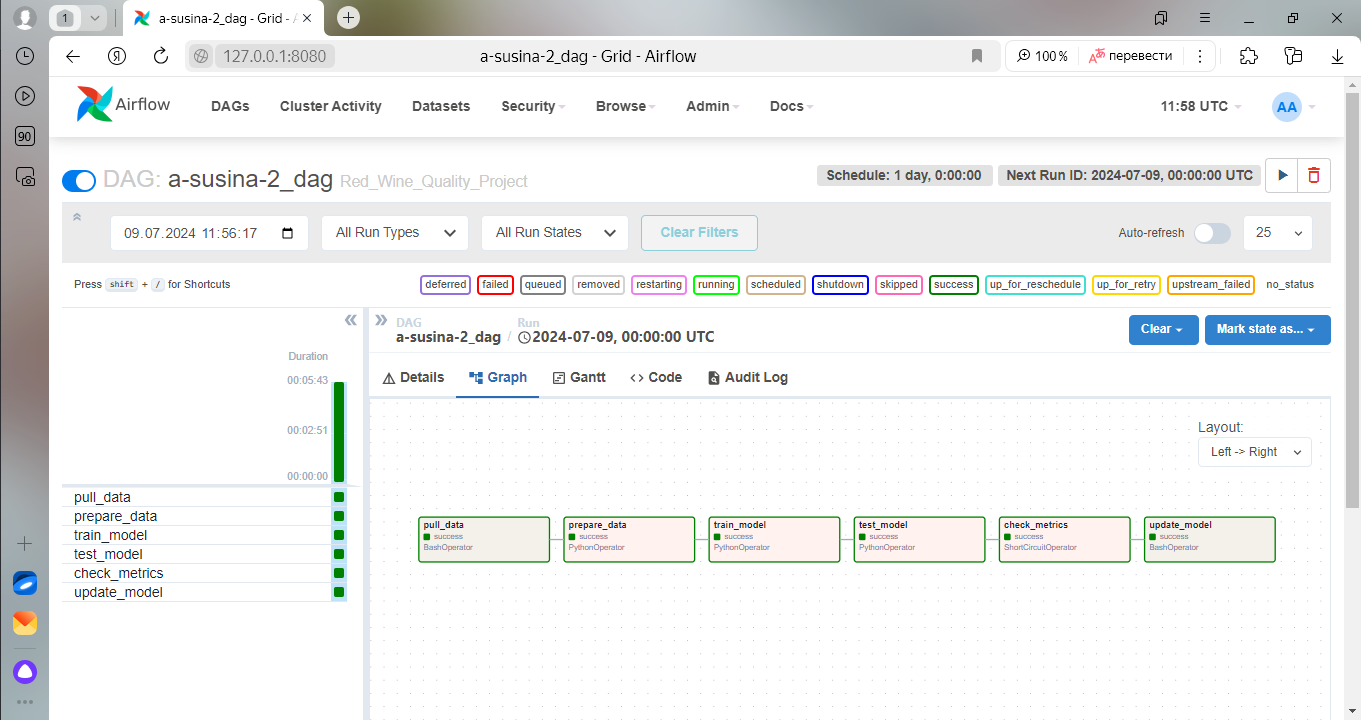 1
a-susina-2_dag - Grid - A
127.0.0.1:8080
a-susina-2_dag - Grid - Airflow
100 %
перевести
90
Airflow
DAGs
Cluster Activity
Datasets
Security
Browse
Admin
Docs
11:58 UTC
AA
DAG: a-susina-2_dag Red_Wine_Quality_Project
Schedule: 1 day, 0:00:00
Next Run ID: 2024-07-09, 00:00:00 UTC
09.07.2024 11:56:17
All Run Types
All Run States
Clear Filters
Auto-refresh
25
Press shift + / for Shortcuts
deferred
failed
queued
removed
restarting
running
scheduled
shutdown
skipped
success
up_for_reschedule
up_for_retry
upstream_failed
no_status
Duration
00:05:43
00:02:51
00:00:00
pull_data
prepare_data
train_model
test_model
check_metrics
update_model
DAG
a-susina-2_dag /
Run
2024-07-09, 00:00:00 UTC
Clear
Mark state as...
Details
Graph
Gantt
Code
Audit Log
Layout:
Left -> Right
pull_data
success
BashOperator
prepare_data
success
PythonOperator
train_model
success
PythonOperator
test_model
success
PythonOperator
check_metrics
success
ShortCircuitOperator
update_model
success
BashOperator